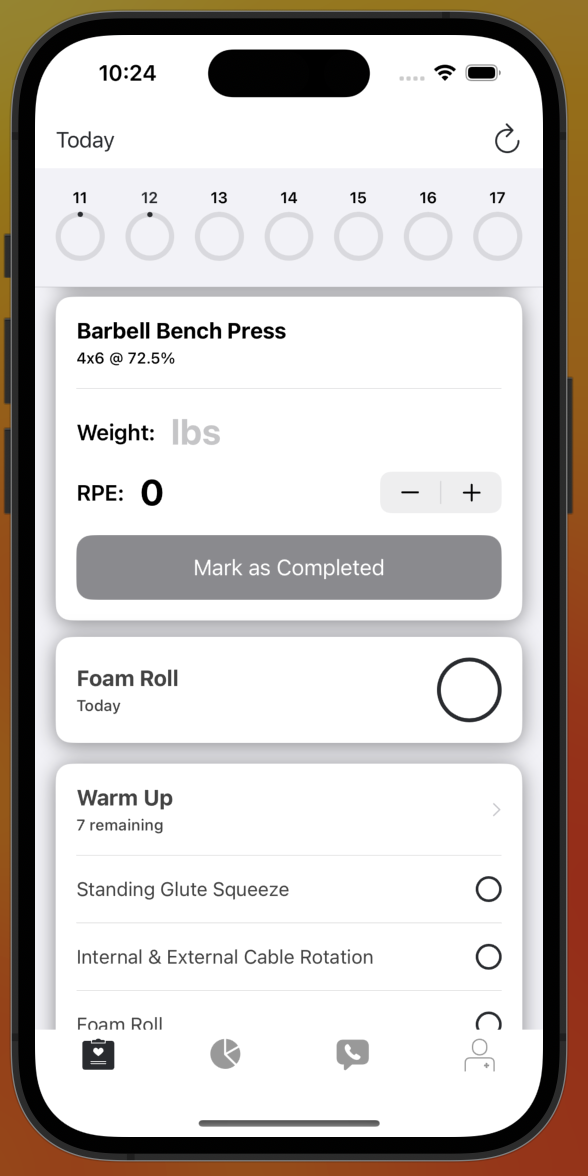 10:24
Today
11 12 13 14 15 16 17
Barbell Bench Press
4x6 @ 72.5%
Weight: lbs
RPE: 0
Mark as Completed
Foam Roll
Today
Warm Up
7 remaining
Standing Glute Squeeze
Internal & External Cable Rotation
Foam Roll